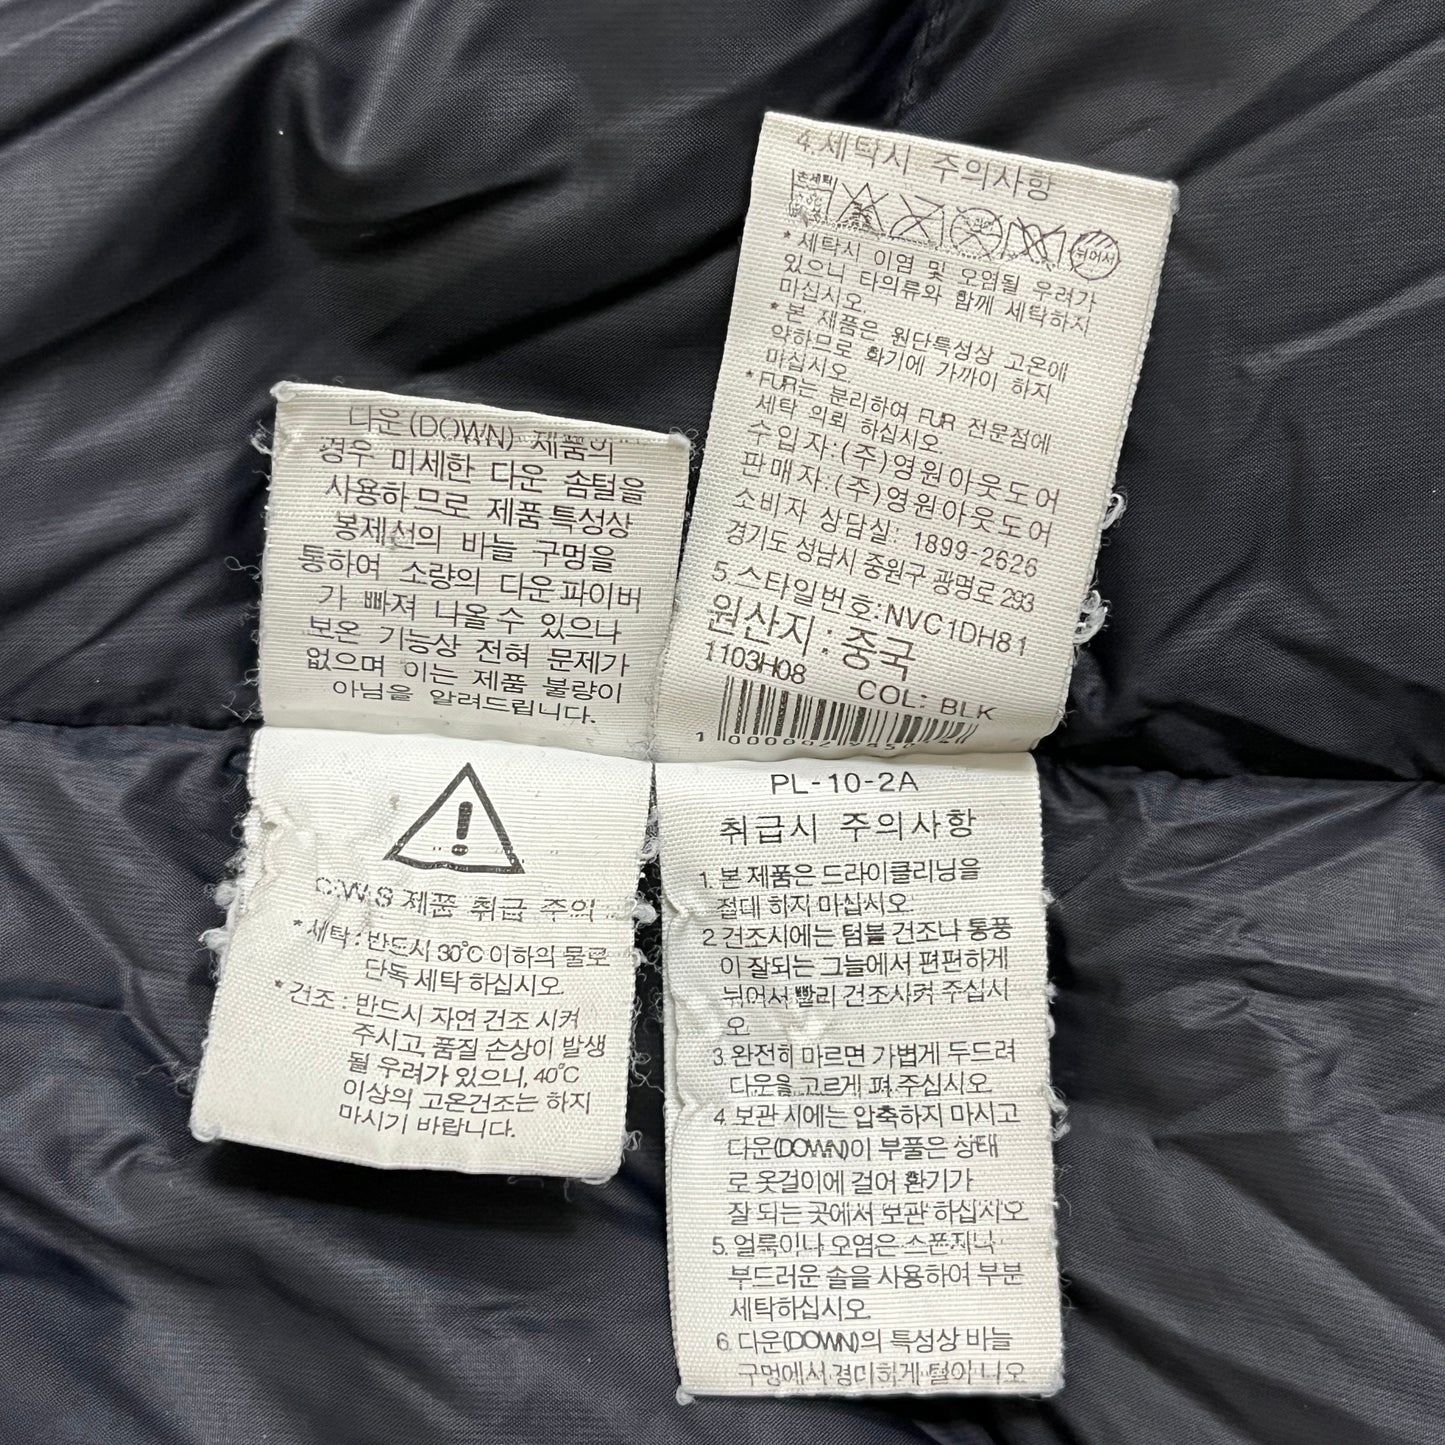 다운(DOWN) 제품의
경우 미세한 다운 솜털을
사용하므로 제품특성상
봉제선의 바늘 구멍을
통하여 소량의 다운파이버
가 빠져 나올수 있으나
보온 기능상 전혀 문제가
없으며 이는 제품 불량이
아님을 알려드립니다.
제품 취급 주의
*세탁 : 반드시 30℃이하의 물로
단독 세탁 하십시오.
*건조 : 반드시 자연 건조 시켜
주시고, 품질 손상이 발생
될 우려가 있으니, 40℃
이상의 고온건조는 하지
마시기 바랍니다.
4.세탁시 주의사항
손세탁
뉘어서
*세탁시 이염 및 오염될 우려가
있으니 타의류와 함께 세탁하지
마십시오.
*본 제품은 원단특성상 고온에
약하므로 화기에 가까이 하지
마십시오.
*FUR는 분리하여 FUR 전문점에
세탁 의뢰 하십시오.
수입자:(주)영원아웃도어
판매자:(주)영원아웃도어
소비자 상담실: 1899-2626
경기도 성남시 중원구 광명로 293
5.스타일번호:NVC1DH81
원산지 : 중국
1103H08
COL: BLK
PL-10-2A
취급시 주의사항
1. 본 제품은 드라이클리닝을
절대 하지 마십시오.
2. 건조시에는 텀블 건조나 통풍
이 잘되는 그늘에서 편편하게
뉘어서 빨리 건조시켜 주십시
오.
3. 완전히 마르면 가볍게 두드려
다운을 고르게 펴 주십시오.
4. 보관 시에는 압축하지 마시고
다운(DOWN)이 부풀은 상태
로 옷걸이에 걸어 환기가
잘 되는 곳에서 보관 하십시오.
5. 얼룩이나 오염은 스폰지나
부드러운 솔을 사용하여 부분
세탁하십시오.
6. 다운(DOWN)의 특성상 바늘
구멍에서 경미하게 털이 나오